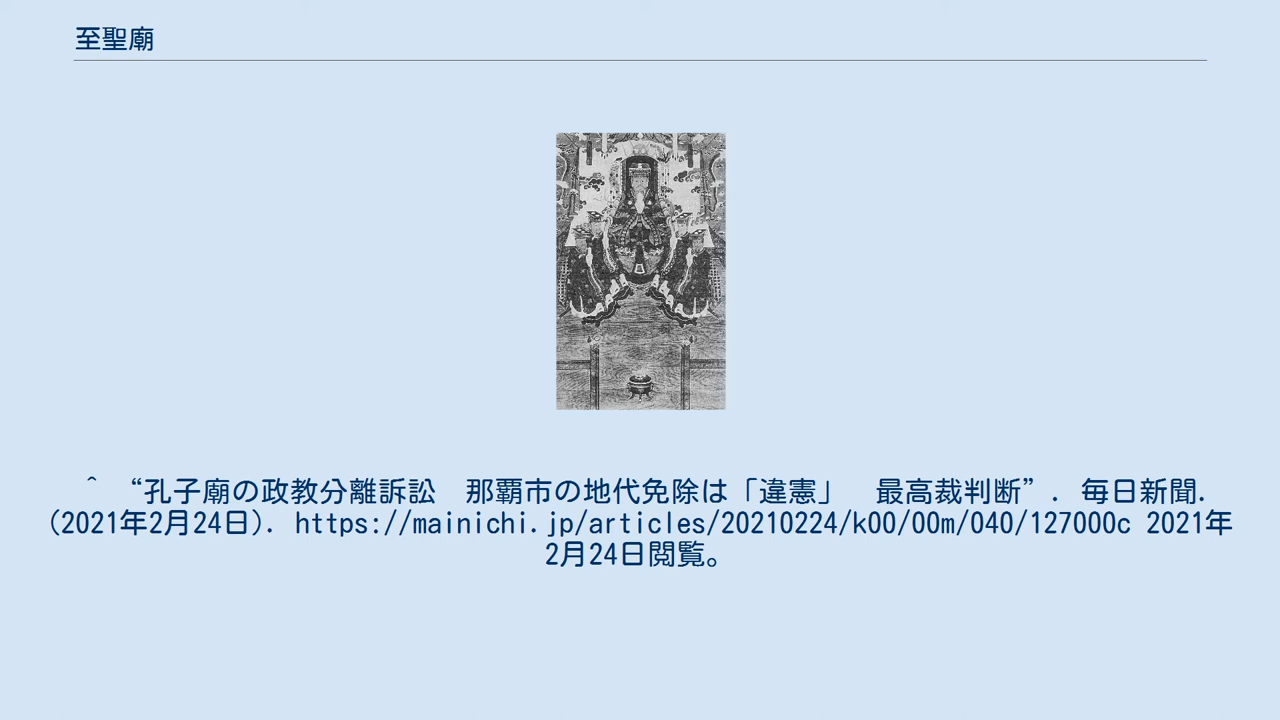 至聖廟
^ “孔子廟の政教分離訴訟　那覇市の地代免除は「違憲」　最高裁判断”. 毎日新聞.
(2021年2月24日). https://mainichi.jp/articles/20210224/k00/00m/040/127000c 2021年
2月24日閲覧。